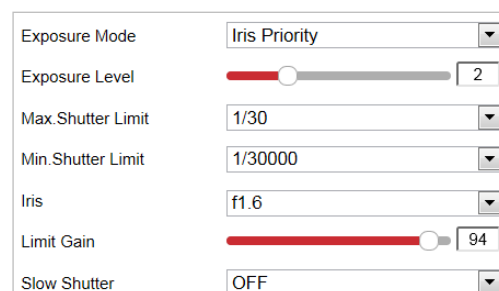 Exposure Mode Iris Priority
Exposure Level 2
Max.Shutter Limit 1/30
Min.Shutter Limit 1/30000
Iris f1.6
Limit Gain 94
Slow Shutter OFF